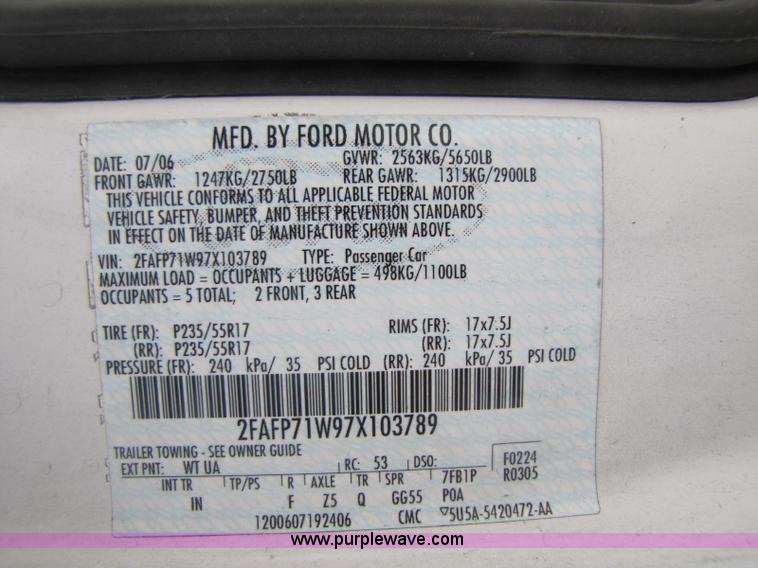 MFD. BY FORD MOTOR CO.
DATE: 07/06 GVWR: 2563KG/5650LB
FRONT GAWR: 1247KG/2750LB REAR GAWR: 1315KG/2900LB
THIS VEHICLE CONFORMS TO ALL APPLICABLE FEDERAL MOTOR
VEHICLE SAFETY, BUMPER, AND THEFT PREVENTION STANDARDS
IN EFFECT ON THE DATE OF MANUFACTURE SHOWN ABOVE.
VIN: 2FAFP71W97X103789 TYPE: Passenger Car
MAXIMUM LOAD = OCCUPANTS + LUGGAGE = 498KG/1100LB
OCCUPANTS = 5 TOTAL; 2 FRONT, 3 REAR
TIRE (FR): P235/55R17 RIMS (FR): 17x7.5J
(RR): P235/55R17 (RR): 17x7.5J
PRESSURE (FR): 240 kPa/ 35 PSI COLD (RR): 240 kPa/ 35 PSI COLD
2FAFP71W97X103789
TRAILER TOWING - SEE OWNER GUIDE
EXT PNT: WT UA RC: 53 DSO: F0224
R0305
INT TR TP/PS R AXLE TR SPR 7FB1P
IN F Z5 Q GG55 POA
1200607192406 CMC ▽5U5A-5420472-AA
www.purplewave.com